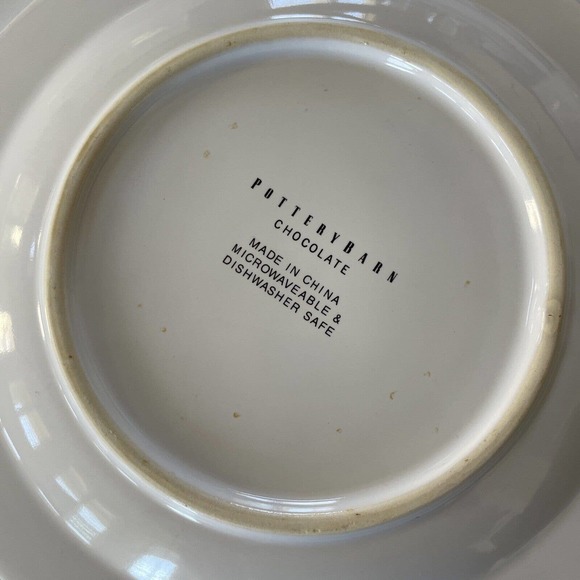 POTTERYBARN
CHOCOLATE
MADE IN CHINA
MICROWAVEABLE &
DISHWASHER SAFE